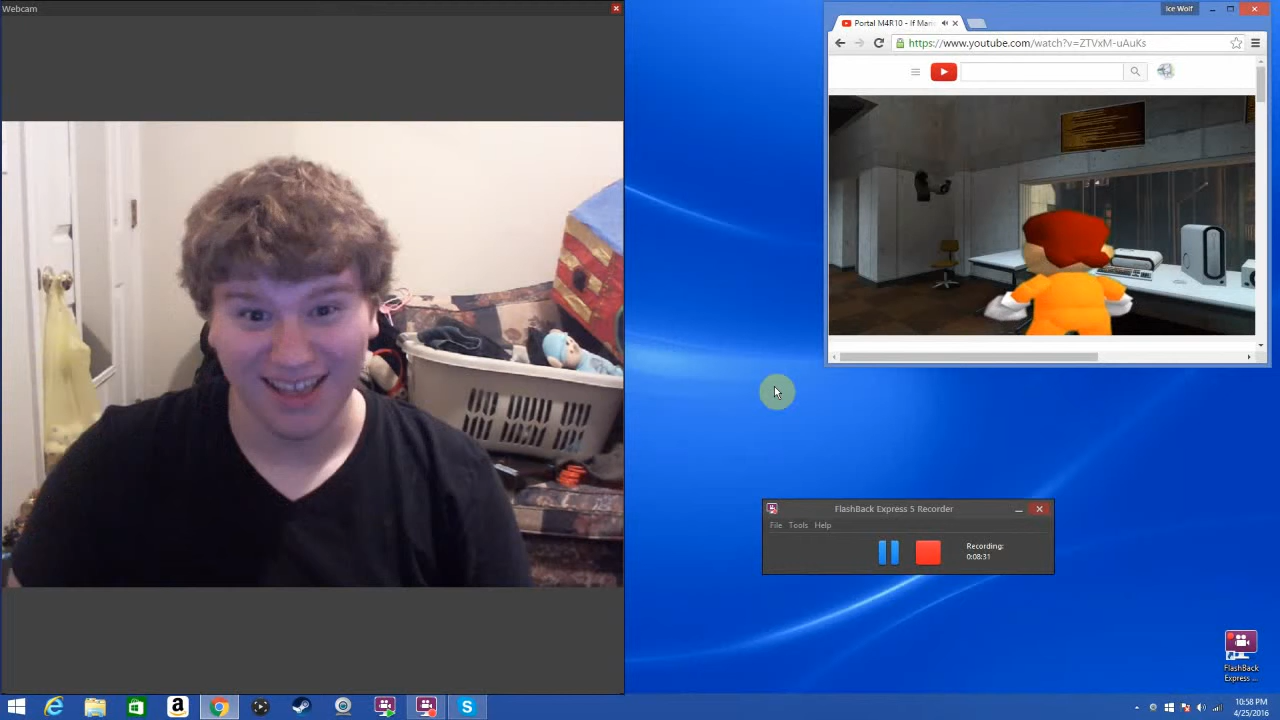 Webcam
Ice Wolf
Portal M4R10 - If Mari
https://www.youtube.com/watch?v=ZTVxM-uAuKs
FlashBack Express 5 Recorder
File Tools Help
Recording:
0:08:31
FlashBack
Express ...
10:58 PM
4/25/2016